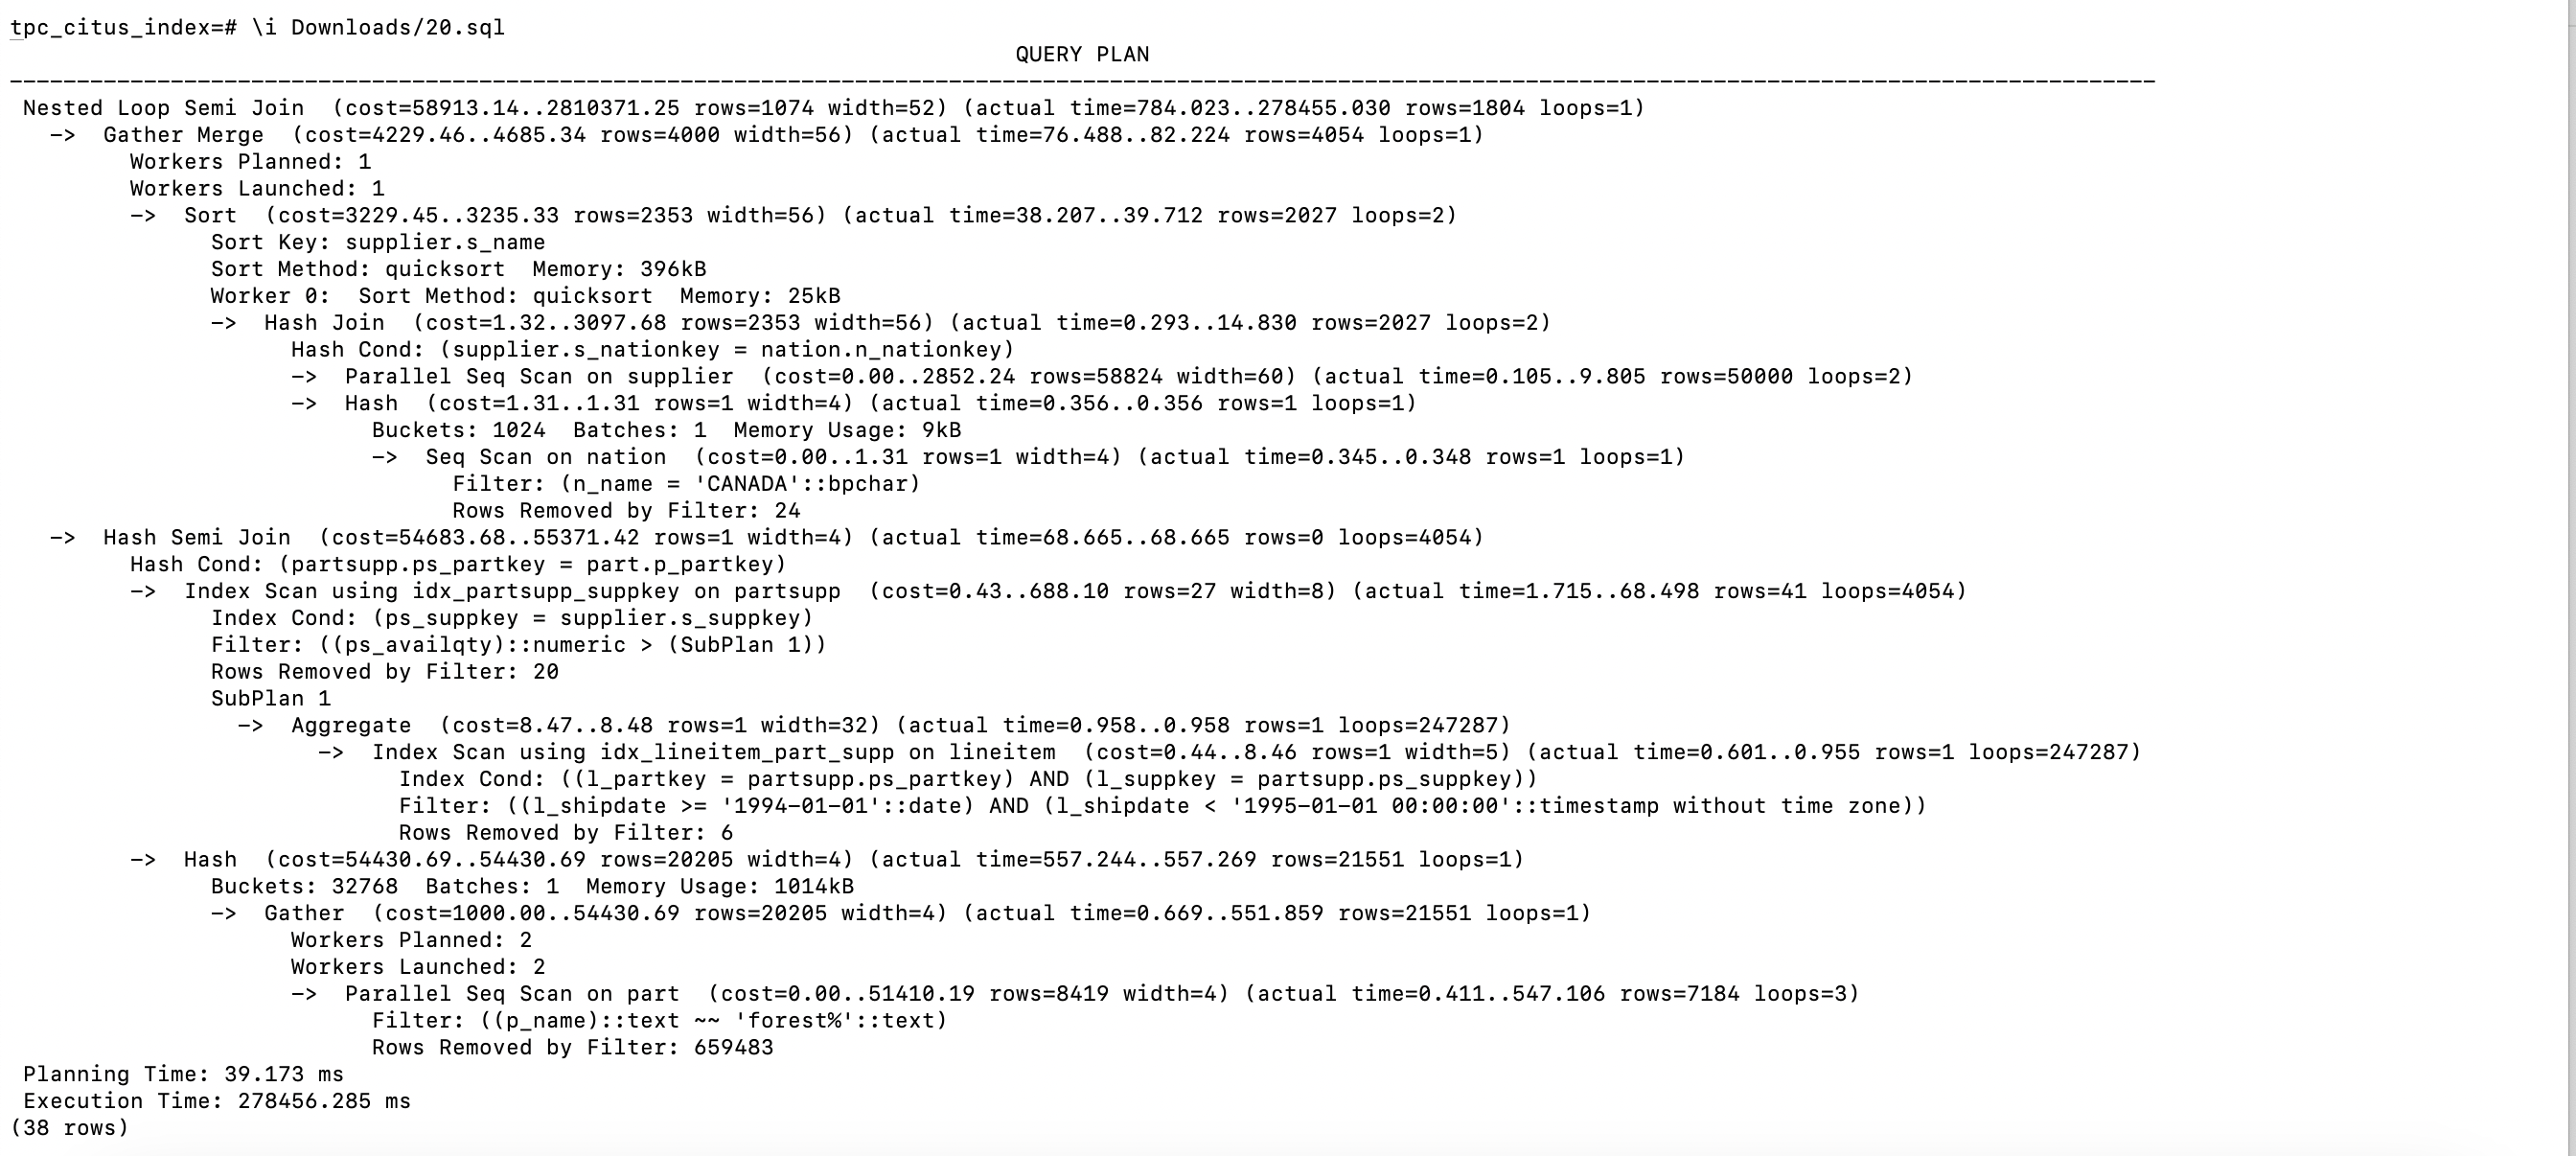 tpc_citus_index=# \i Downloads/20.sql
QUERY PLAN
----------------------------------------------------------------------------------------------------------------------------------------------------------------
Nested Loop Semi Join  (cost=58913.14..2810371.25 rows=1074 width=52) (actual time=784.023..278455.030 rows=1804 loops=1)
  ->  Gather Merge  (cost=4229.46..4685.34 rows=4000 width=56) (actual time=76.488..82.224 rows=4054 loops=1)
        Workers Planned: 1
        Workers Launched: 1
        ->  Sort  (cost=3229.45..3235.33 rows=2353 width=56) (actual time=38.207..39.712 rows=2027 loops=2)
              Sort Key: supplier.s_name
              Sort Method: quicksort  Memory: 396kB
              Worker 0:  Sort Method: quicksort  Memory: 25kB
              ->  Hash Join  (cost=1.32..3097.68 rows=2353 width=56) (actual time=0.293..14.830 rows=2027 loops=2)
                    Hash Cond: (supplier.s_nationkey = nation.n_nationkey)
                    ->  Parallel Seq Scan on supplier  (cost=0.00..2852.24 rows=58824 width=60) (actual time=0.105..9.805 rows=50000 loops=2)
                    ->  Hash  (cost=1.31..1.31 rows=1 width=4) (actual time=0.356..0.356 rows=1 loops=1)
                          Buckets: 1024  Batches: 1  Memory Usage: 9kB
                          ->  Seq Scan on nation  (cost=0.00..1.31 rows=1 width=4) (actual time=0.345..0.348 rows=1 loops=1)
                                Filter: (n_name = 'CANADA'::bpchar)
                                Rows Removed by Filter: 24
  ->  Hash Semi Join  (cost=54683.68..55371.42 rows=1 width=4) (actual time=68.665..68.665 rows=0 loops=4054)
        Hash Cond: (partsupp.ps_partkey = part.p_partkey)
        ->  Index Scan using idx_partsupp_suppkey on partsupp  (cost=0.43..688.10 rows=27 width=8) (actual time=1.715..68.498 rows=41 loops=4054)
              Index Cond: (ps_suppkey = supplier.s_suppkey)
              Filter: ((ps_availqty)::numeric > (SubPlan 1))
              Rows Removed by Filter: 20
              SubPlan 1
                ->  Aggregate  (cost=8.47..8.48 rows=1 width=32) (actual time=0.958..0.958 rows=1 loops=247287)
                      ->  Index Scan using idx_lineitem_part_supp on lineitem  (cost=0.44..8.46 rows=1 width=5) (actual time=0.601..0.955 rows=1 loops=247287)
                            Index Cond: ((l_partkey = partsupp.ps_partkey) AND (l_suppkey = partsupp.ps_suppkey))
                            Filter: ((l_shipdate >= '1994-01-01'::date) AND (l_shipdate < '1995-01-01 00:00:00'::timestamp without time zone))
                            Rows Removed by Filter: 6
        ->  Hash  (cost=54430.69..54430.69 rows=20205 width=4) (actual time=557.244..557.269 rows=21551 loops=1)
              Buckets: 32768  Batches: 1  Memory Usage: 1014kB
              ->  Gather  (cost=1000.00..54430.69 rows=20205 width=4) (actual time=0.669..551.859 rows=21551 loops=1)
                    Workers Planned: 2
                    Workers Launched: 2
                    ->  Parallel Seq Scan on part  (cost=0.00..51410.19 rows=8419 width=4) (actual time=0.411..547.106 rows=7184 loops=3)
                          Filter: ((p_name)::text ~~ 'forest%'::text)
                          Rows Removed by Filter: 659483
Planning Time: 39.173 ms
Execution Time: 278456.285 ms
(38 rows)